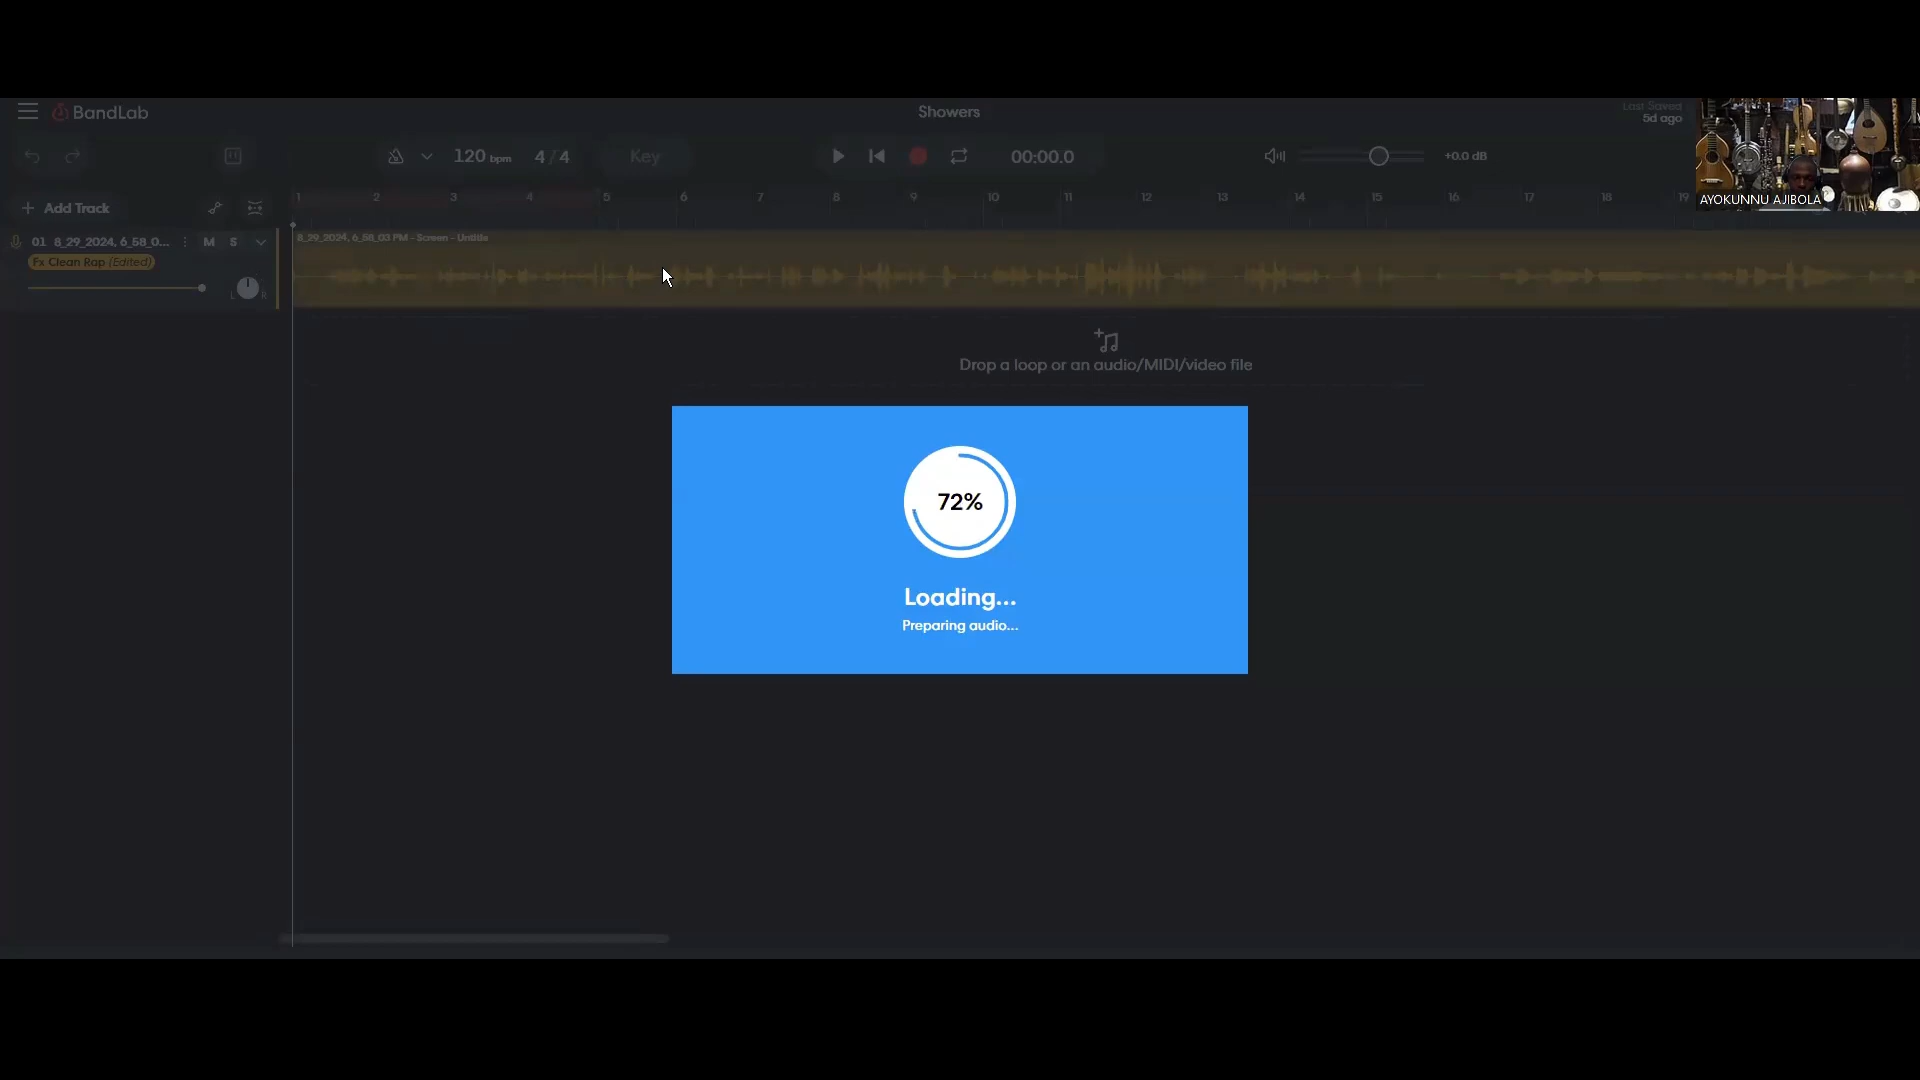 BandLab
Showers
Last Saved
5d ago
120 bpm
4 / 4
Key
00:00.0
+0.0 dB
AYOKUNNU AJIBOLA
+ Add Track
1 2 3 4 5 6 7 8 9 10 11 12 13 14 15 16 17 18 19
01 8_29_2024, 6_58_0... M S
8_29_2024, 6_58_03 PM - Screen - Untitle
Fx Clean Rap (Edited)
L R
Drop a loop or an audio/MIDI/video file
72%
Loading...
Preparing audio...